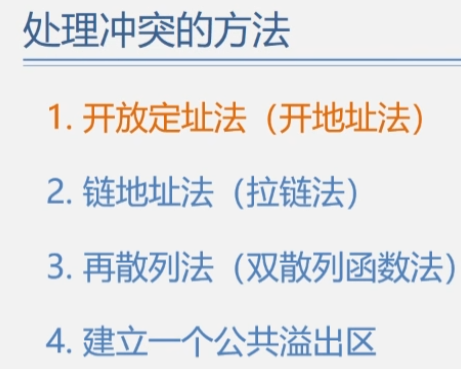 处理冲突的方法
1. 开放定址法（开地址法）
2. 链地址法（拉链法）
3. 再散列法（双散列函数法）
4. 建立一个公共溢出区